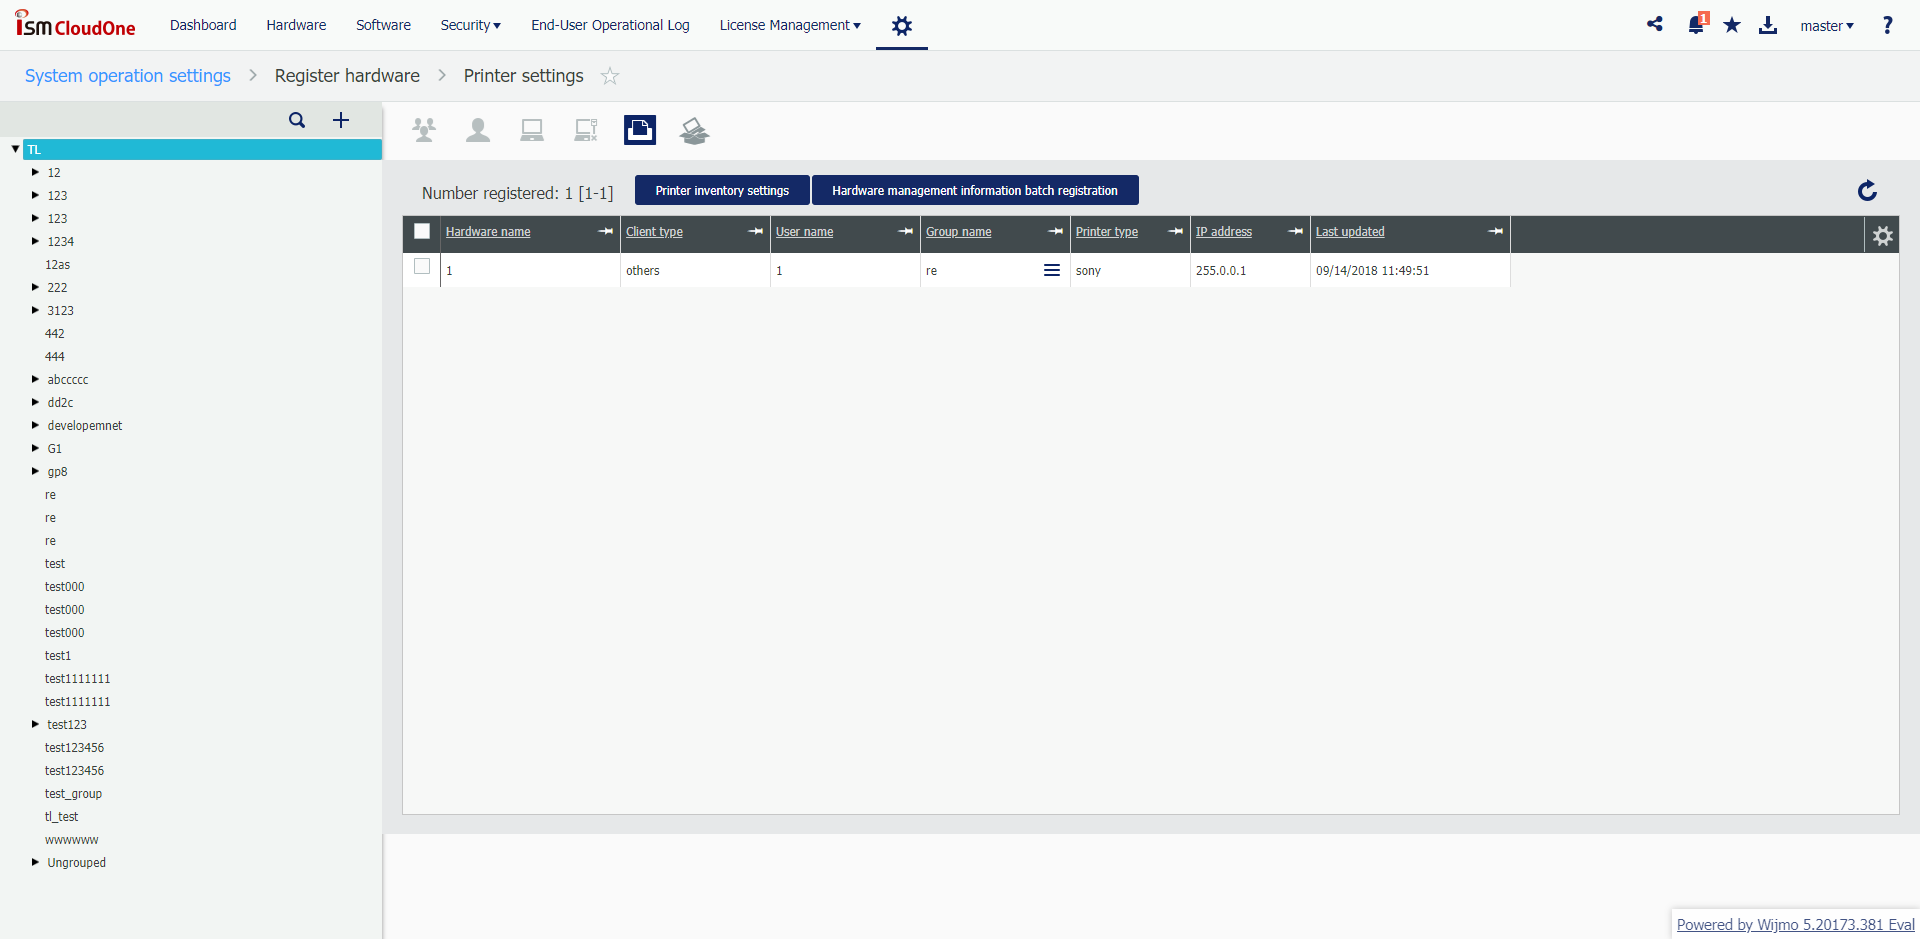 ISM CloudOne
Dashboard
Hardware
Software
Security
End-User Operational Log
License Management
1
master
?
System operation settings > Register hardware > Printer settings
TL
12
123
123
1234
12as
222
3123
442
444
abccccc
dd2c
developemnet
G1
gp8
re
re
re
test
test000
test000
test000
test1
test1111111
test1111111
test123
test123456
test123456
test_group
tl_test
wwwwww
Ungrouped
Number registered: 1 [1-1]
Printer inventory settings
Hardware management information batch registration
Hardware name
Client type
User name
Group name
Printer type
IP address
Last updated
1
others
1
re
sony
255.0.0.1
09/14/2018 11:49:51
Powered by Wijmo 5.20173.381 Eval